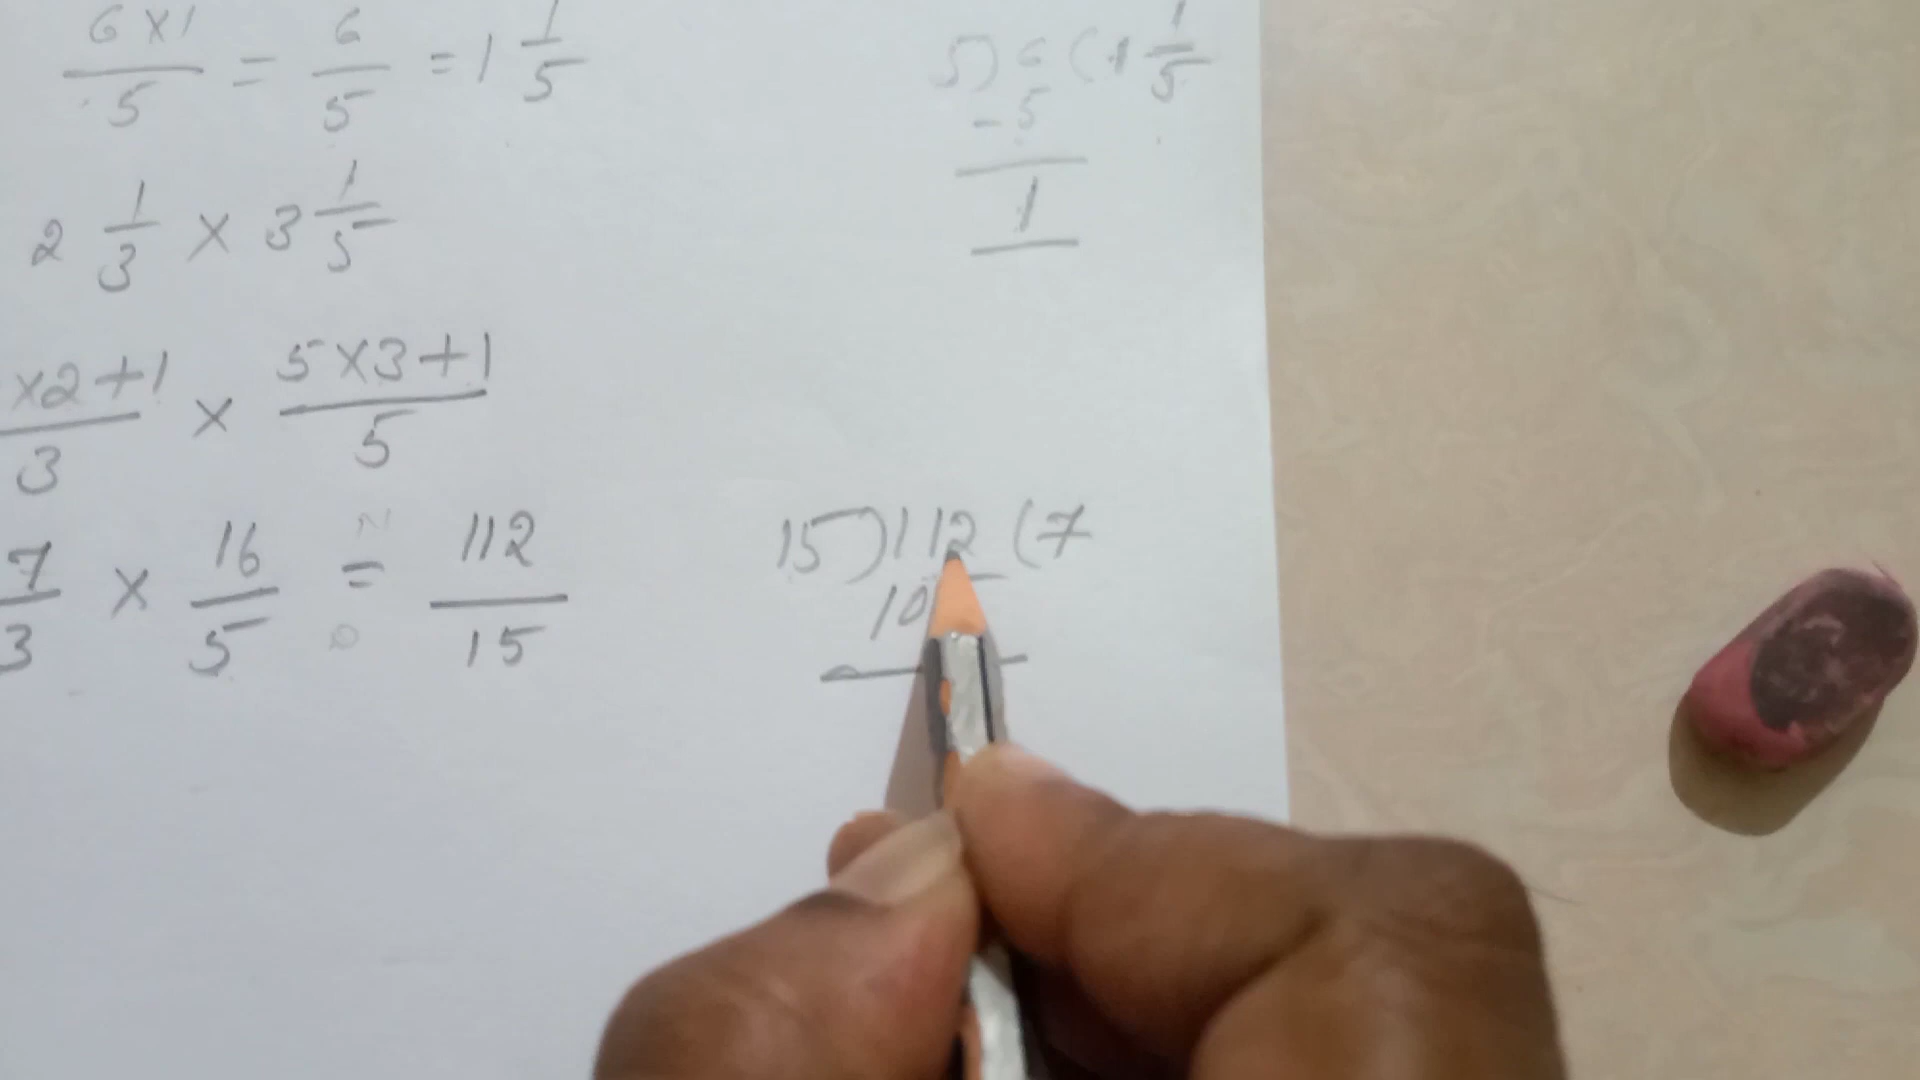 6 x 1 / 5 = 6/5 = 1 1/5
2 1/3 x 3 1/5
x 2 + 1 / 3 x 5 x 3 + 1 / 5
7/3 x 16/5 = 112/15
5) 6 (1 1/5
- 5
1
15) 112 (7
10